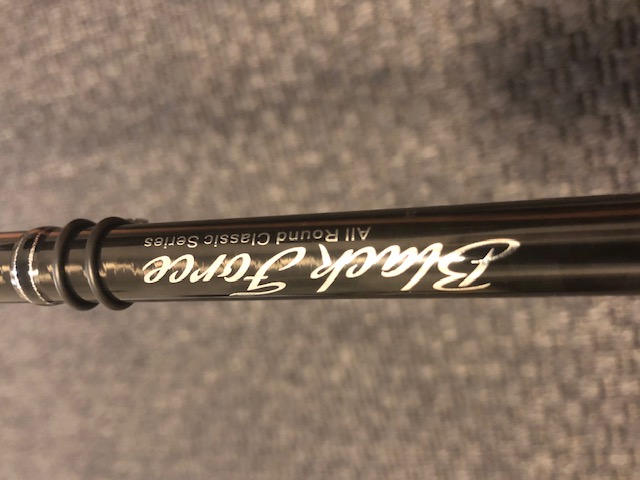 Black Force
All Round Classic Series